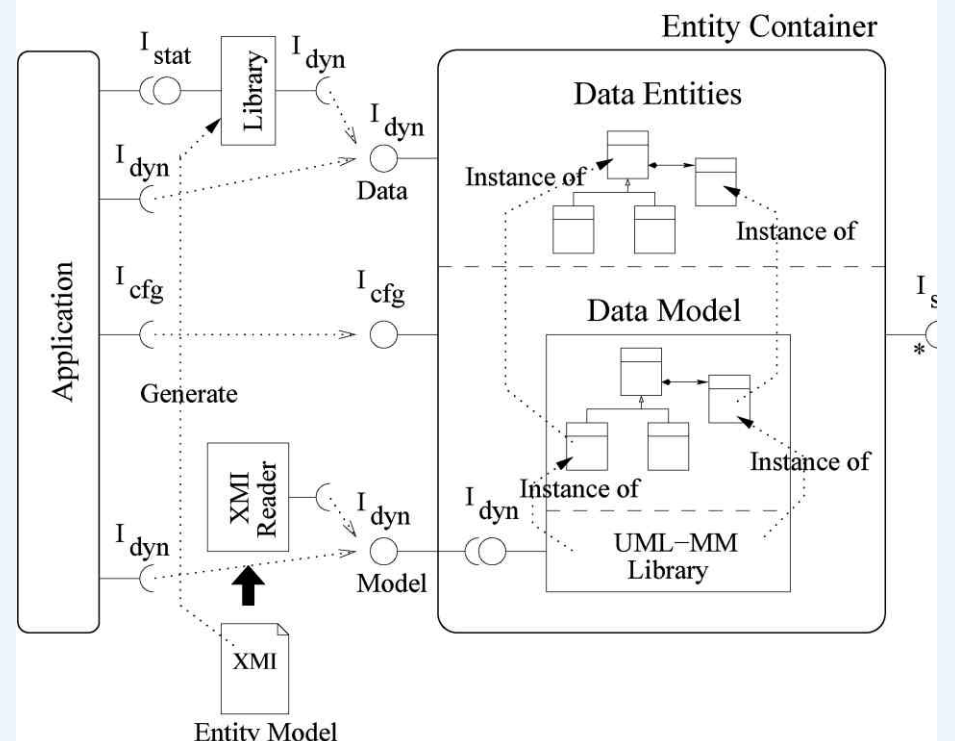 Entity Container
I stat
I dyn
Library
Data Entities
I dyn
I dyn
Data
Instance of
Instance of
I cfg
I cfg
Application
Data Model
I s
*
Generate
XMI
Reader
Instance of
Instance of
I dyn
I dyn
I dyn
Model
UML-MM
Library
XMI
Entity Model